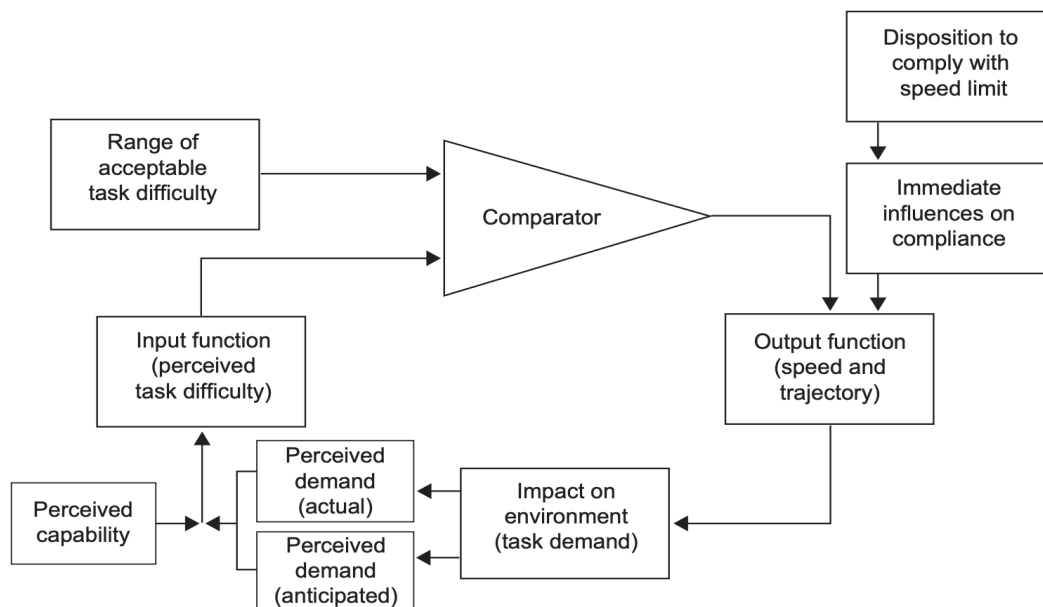 Disposition to
comply with
speed limit
Range of
acceptable
task difficulty
Immediate
influences on
compliance
Comparator
Input function
(perceived
task difficulty)
Output function
(speed and
trajectory)
Perceived
demand
(actual)
Impact on
environment
(task demand)
Perceived
capability
Perceived
demand
(anticipated)